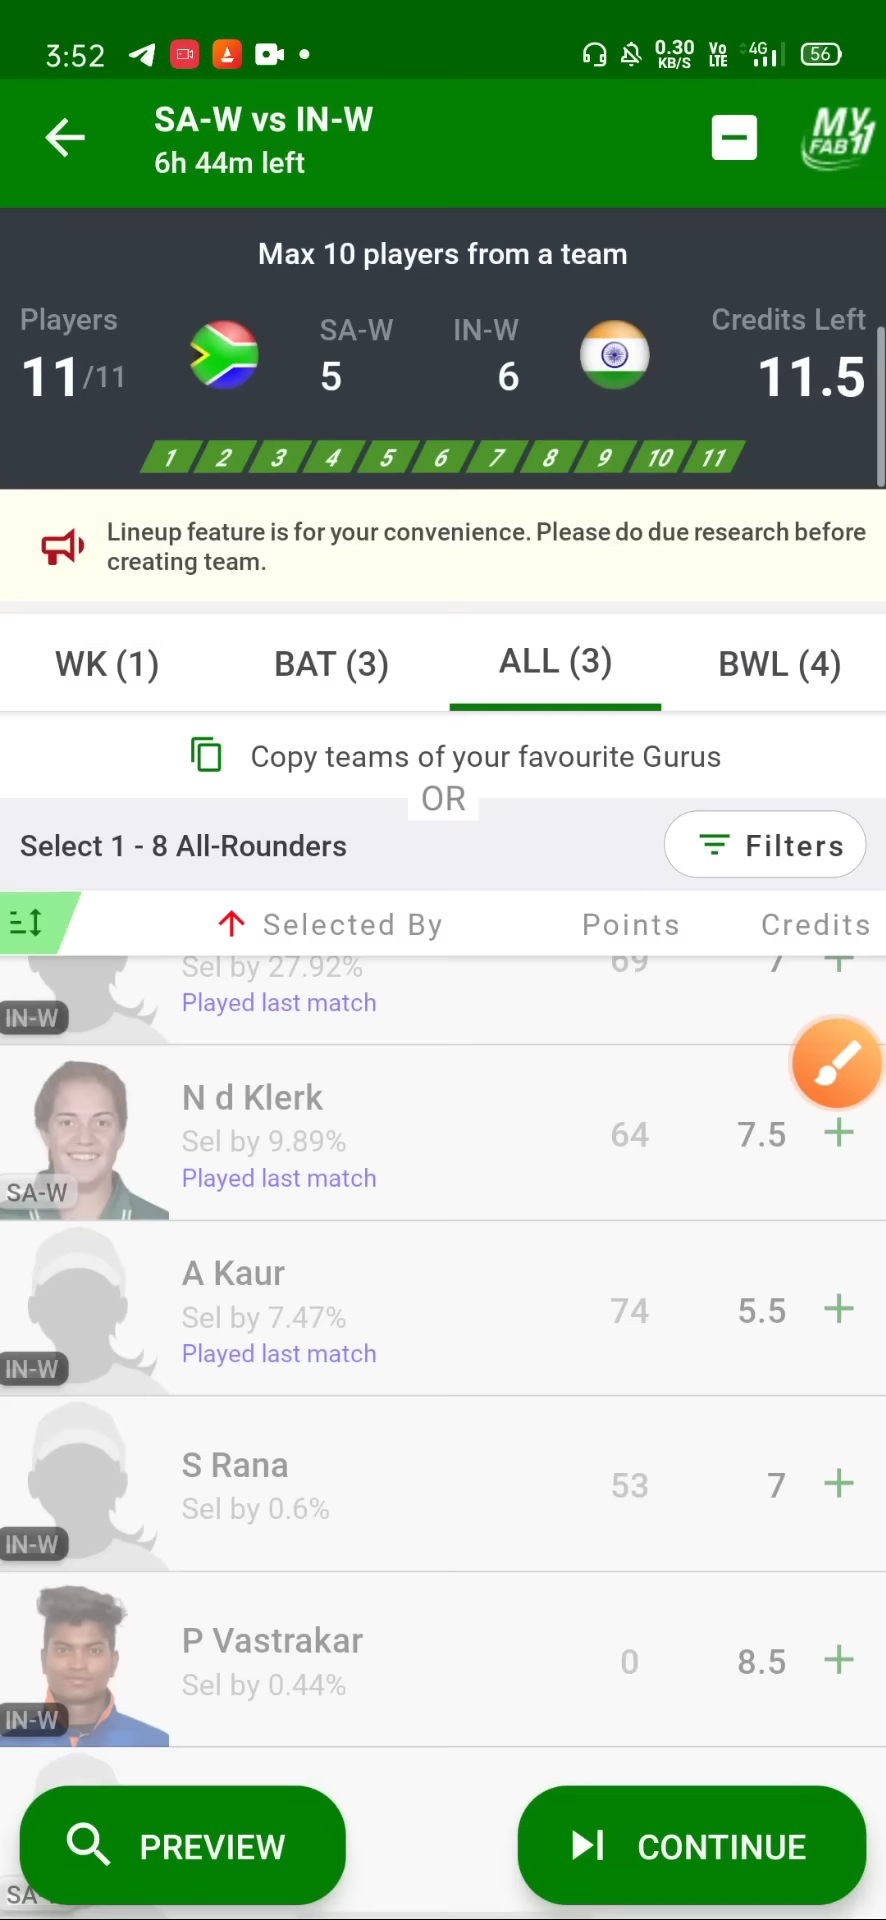 3:52
0.30 KB/S Vo LTE 4G 56
SA-W vs IN-W
6h 44m left
MY FAB11
Max 10 players from a team
Players SA-W IN-W Credits Left
11/11 5 6 11.5
1 2 3 4 5 6 7 8 9 10 11
Lineup feature is for your convenience. Please do due research before
creating team.
WK (1) BAT (3) ALL (3) BWL (4)
Copy teams of your favourite Gurus
OR
Select 1 - 8 All-Rounders Filters
Selected By Points Credits
Sel by 27.92% 69 7 +
Played last match
IN-W
N d Klerk
Sel by 9.89% 64 7.5 +
Played last match
SA-W
A Kaur
Sel by 7.47% 74 5.5 +
Played last match
IN-W
S Rana 53 7 +
Sel by 0.6%
IN-W
P Vastrakar 0 8.5 +
Sel by 0.44%
IN-W
PREVIEW CONTINUE
SA-